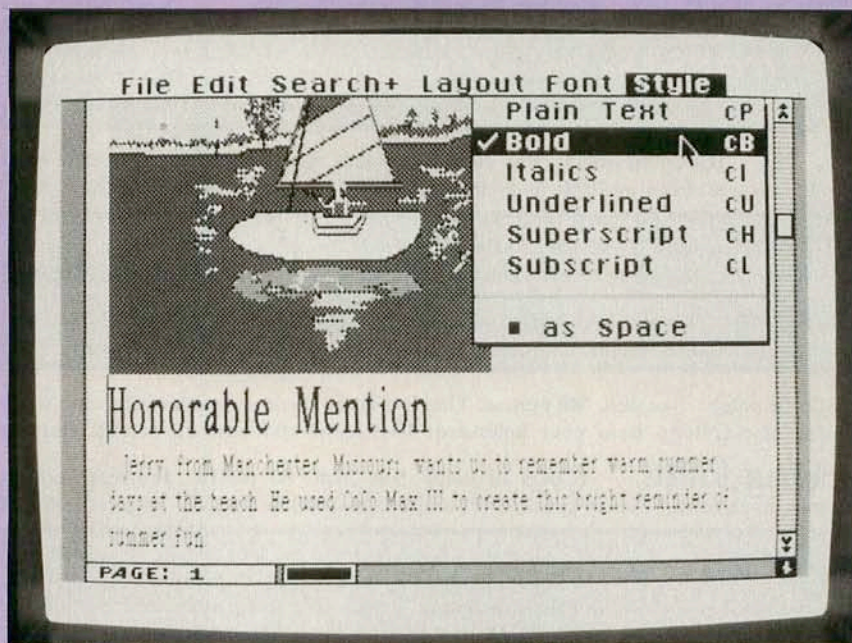 File Edit Search+ Layout Font Style
Plain Text cP
✓ Bold cB
Italics cI
Underlined cU
Superscript cH
Subscript cL
■ as Space
Honorable Mention
Jerry, from Manchester, Missouri, wants us to remember warm summer
days at the beach. He used CoCo Max III to create this bright reminder of
summer fun
PAGE: 1